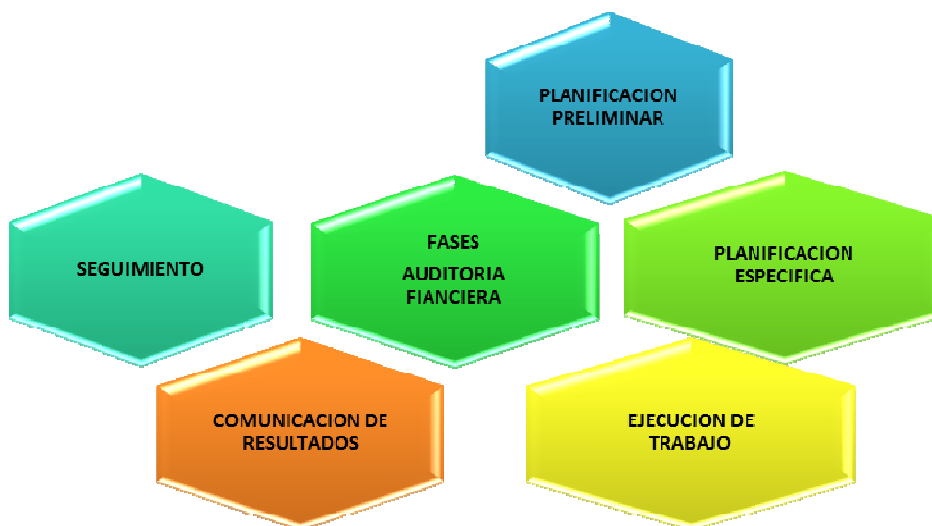 PLANIFICACION
PRELIMINAR
SEGUIMIENTO
FASES
AUDITORIA
FIANCIERA
PLANIFICACION
ESPECIFICA
COMUNICACION DE
RESULTADOS
EJECUCION DE
TRABAJO